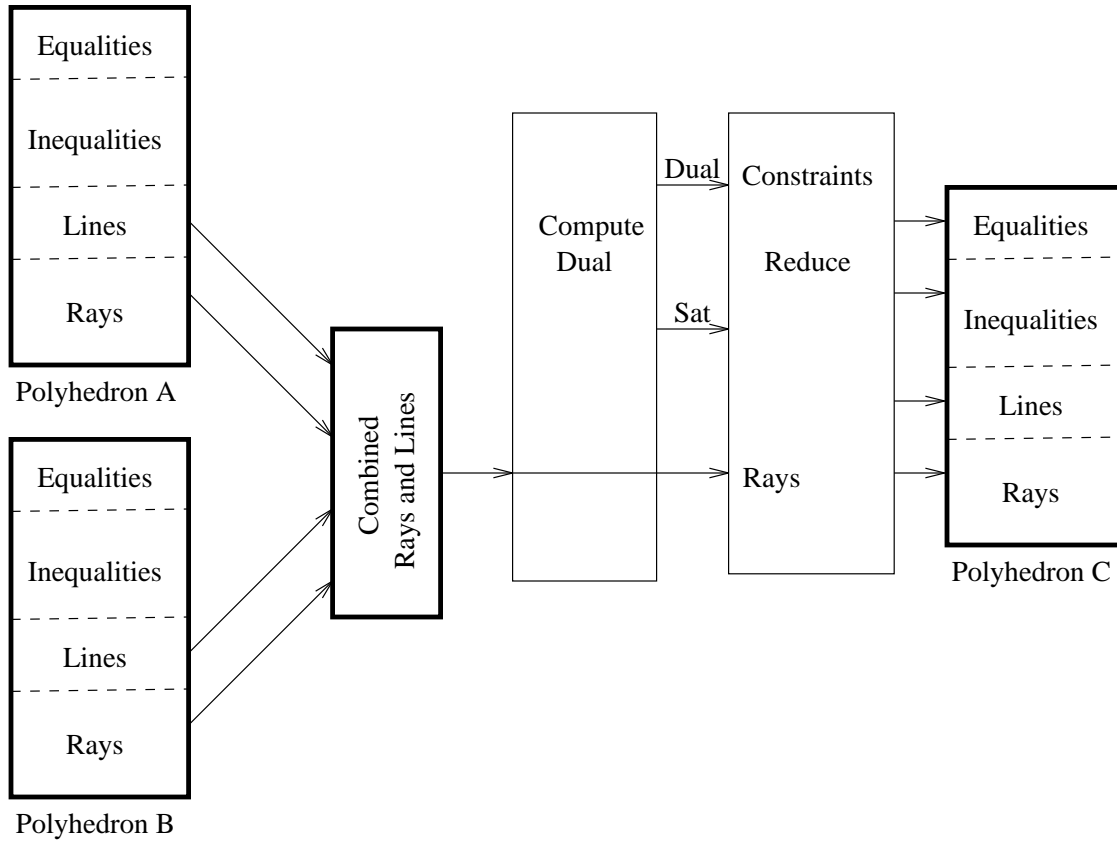 Equalities
Inequalities
Lines
Rays
Polyhedron A
Equalities
Inequalities
Lines
Rays
Polyhedron B
Combined
Rays and Lines
Compute
Dual
Dual
Sat
Constraints
Reduce
Rays
Equalities
Inequalities
Lines
Rays
Polyhedron C